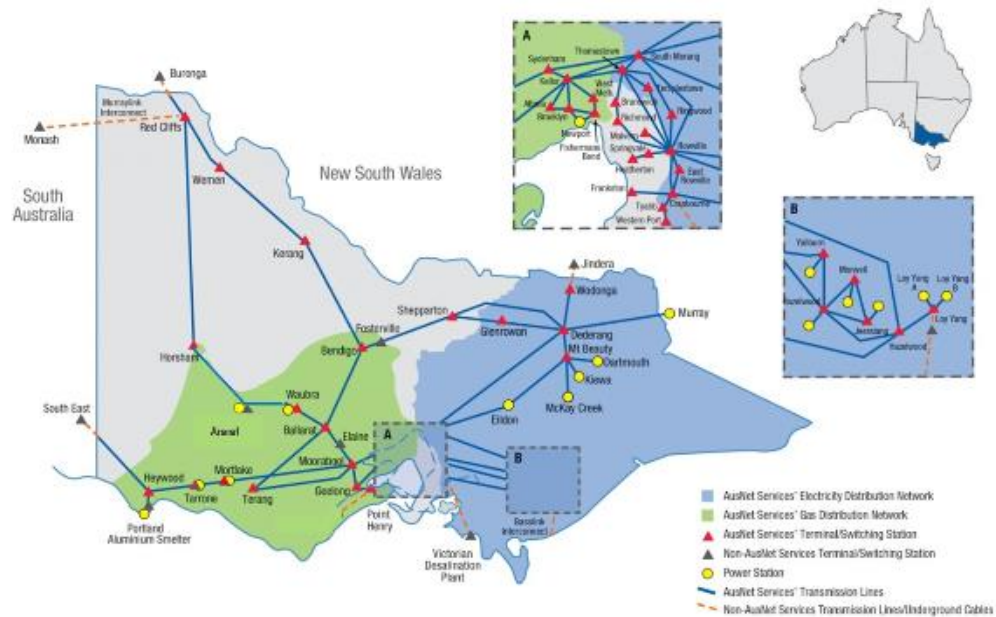 Buronga
Murraylink
Interconnect
Monash
Red Cliffs
Wemen
South
Australia
New South Wales
Kerang
Shepparton
Fosterville
Bendigo
Glenrowan
Jindera
Wodonga
Dederang
Murray
Mt Beauty
Dartmouth
Kiewa
McKay Creek
Eildon
Horsham
Waubra
Ararat
Ballarat
Elaine
South East
Moorabool
Heywood
Mortlake
Tarrone
Terang
Geelong
Portland
Aluminium Smelter
Point
Henry
Victorian
Desalination
Plant
Basslink
Interconnect
A
B
A
Thomastown
South Morang
Sydenham
Keilor
Templestowe
West
Melb
Altona
Brunswick
Brooklyn
Richmond
Ringwood
Newport
Malvern
Fishermans
Bend
Springvale
Rowville
Heatherton
East
Rowville
Frankston
Cranbourne
Tyabb
Western Port
B
Yallourn
Morwell
Loy Yang
A
Loy Yang
B
Hazelwood
Jeeralang
Loy Yang
Hazelwood
AusNet Services' Electricity Distribution Network
AusNet Services' Gas Distribution Network
AusNet Services' Terminal/Switching Station
Non-AusNet Services Terminal/Switching Station
Power Station
AusNet Services' Transmission Lines
Non-AusNet Services Transmission Lines/Underground Cables